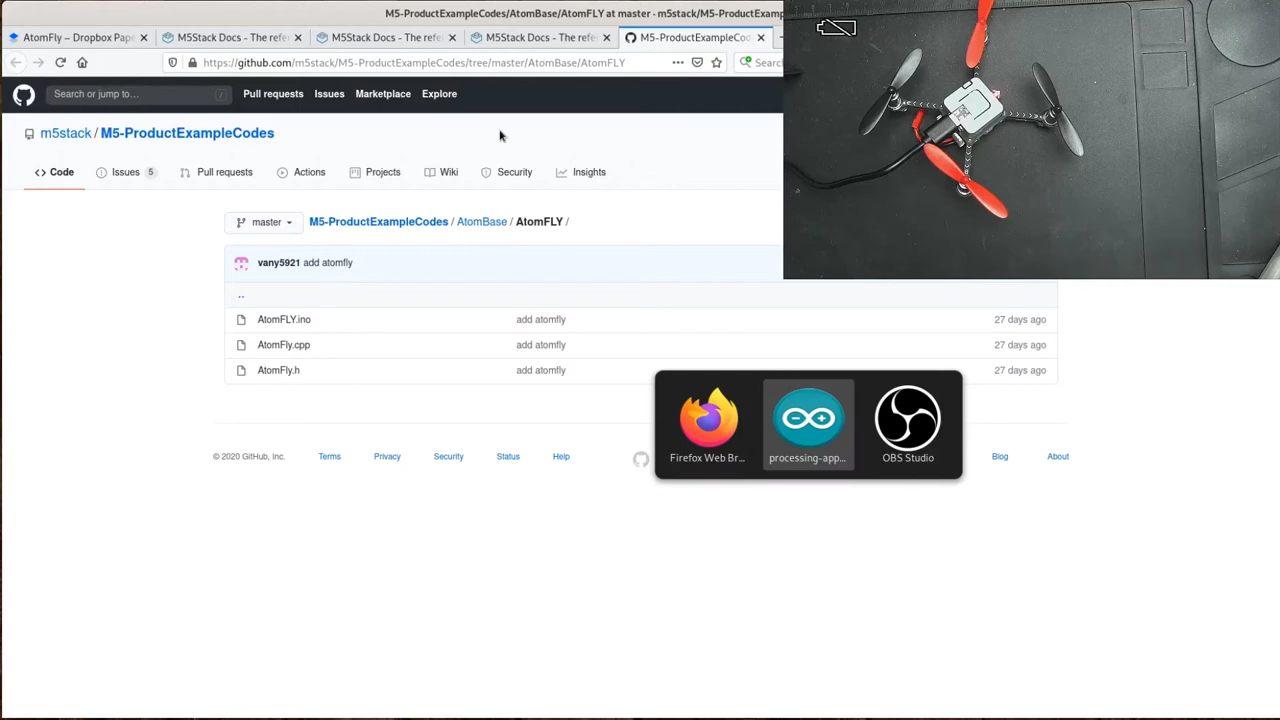 M5-ProductExampleCodes/AtomBase/AtomFLY at master · m5stack/M5-ProductExampleCodes
AtomFly – Dropbox Pape
M5Stack Docs - The refe
M5Stack Docs - The refe
M5Stack Docs - The refe
M5-ProductExampleCod
https://github.com/m5stack/M5-ProductExampleCodes/tree/master/AtomBase/AtomFLY
Search
Search or jump to…
/
Pull requests
Issues
Marketplace
Explore
m5stack / M5-ProductExampleCodes
Code
Issues 5
Pull requests
Actions
Projects
Wiki
Security
Insights
master
M5-ProductExampleCodes / AtomBase / AtomFLY /
vany5921 add atomfly
..
AtomFLY.ino add atomfly 27 days ago
AtomFly.cpp add atomfly 27 days ago
AtomFly.h add atomfly 27 days ago
Firefox Web Br...
processing-app...
OBS Studio
© 2020 GitHub, Inc.
Terms
Privacy
Security
Status
Help
Blog
About